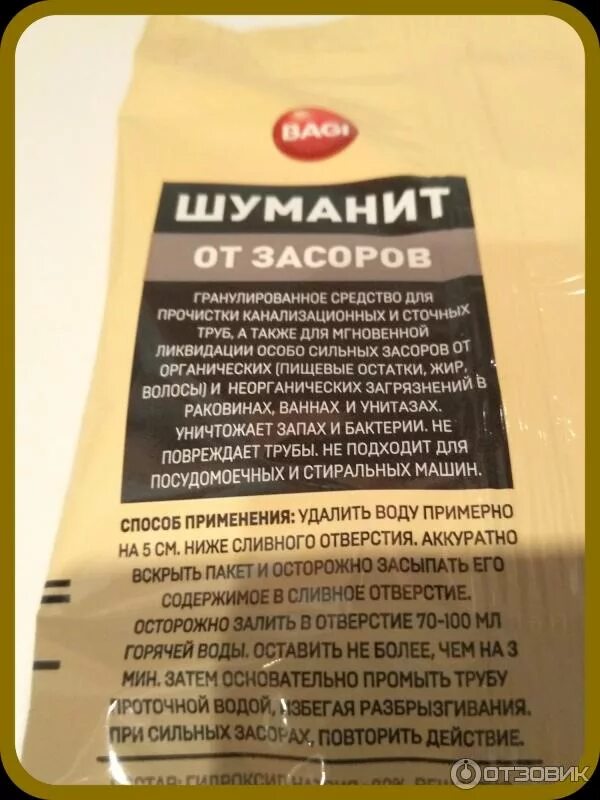 BAGI
ШУМАНИТ
ОТ ЗАСОРОВ
ГРАНУЛИРОВАННОЕ СРЕДСТВО ДЛЯ
ПРОЧИСТКИ КАНАЛИЗАЦИОННЫХ И СТОЧНЫХ
ТРУБ, А ТАКЖЕ ДЛЯ МГНОВЕННОЙ
ЛИКВИДАЦИИ ОСОБО СИЛЬНЫХ ЗАСОРОВ ОТ
ОРГАНИЧЕСКИХ (ПИЩЕВЫЕ ОСТАТКИ, ЖИР,
ВОЛОСЫ) И НЕОРГАНИЧЕСКИХ ЗАГРЯЗНЕНИЙ В
РАКОВИНАХ, ВАННАХ И УНИТАЗАХ.
УНИЧТОЖАЕТ ЗАПАХ И БАКТЕРИИ. НЕ
ПОВРЕЖДАЕТ ТРУБЫ. НЕ ПОДХОДИТ ДЛЯ
ПОСУДОМОЕЧНЫХ И СТИРАЛЬНЫХ МАШИН.
СПОСОБ ПРИМЕНЕНИЯ: УДАЛИТЬ ВОДУ ПРИМЕРНО
НА 5 СМ. НИЖЕ СЛИВНОГО ОТВЕРСТИЯ. АККУРАТНО
ВСКРЫТЬ ПАКЕТ И ОСТОРОЖНО ЗАСЫПАТЬ ЕГО
СОДЕРЖИМОЕ В СЛИВНОЕ ОТВЕРСТИЕ.
ОСТОРОЖНО ЗАЛИТЬ В ОТВЕРСТИЕ 70-100 МЛ
ГОРЯЧЕЙ ВОДЫ. ОСТАВИТЬ НЕ БОЛЕЕ, ЧЕМ НА 3
МИН. ЗАТЕМ ОСНОВАТЕЛЬНО ПРОМЫТЬ ТРУБУ
ПРОТОЧНОЙ ВОДОЙ, ИЗБЕГАЯ РАЗБРЫЗГИВАНИЯ.
ПРИ СИЛЬНЫХ ЗАСОРАХ, ПОВТОРИТЬ ДЕЙСТВИЕ.
СОСТАВ: ГИДРОКСИД НАТРИЯ
ОТЗОВИК